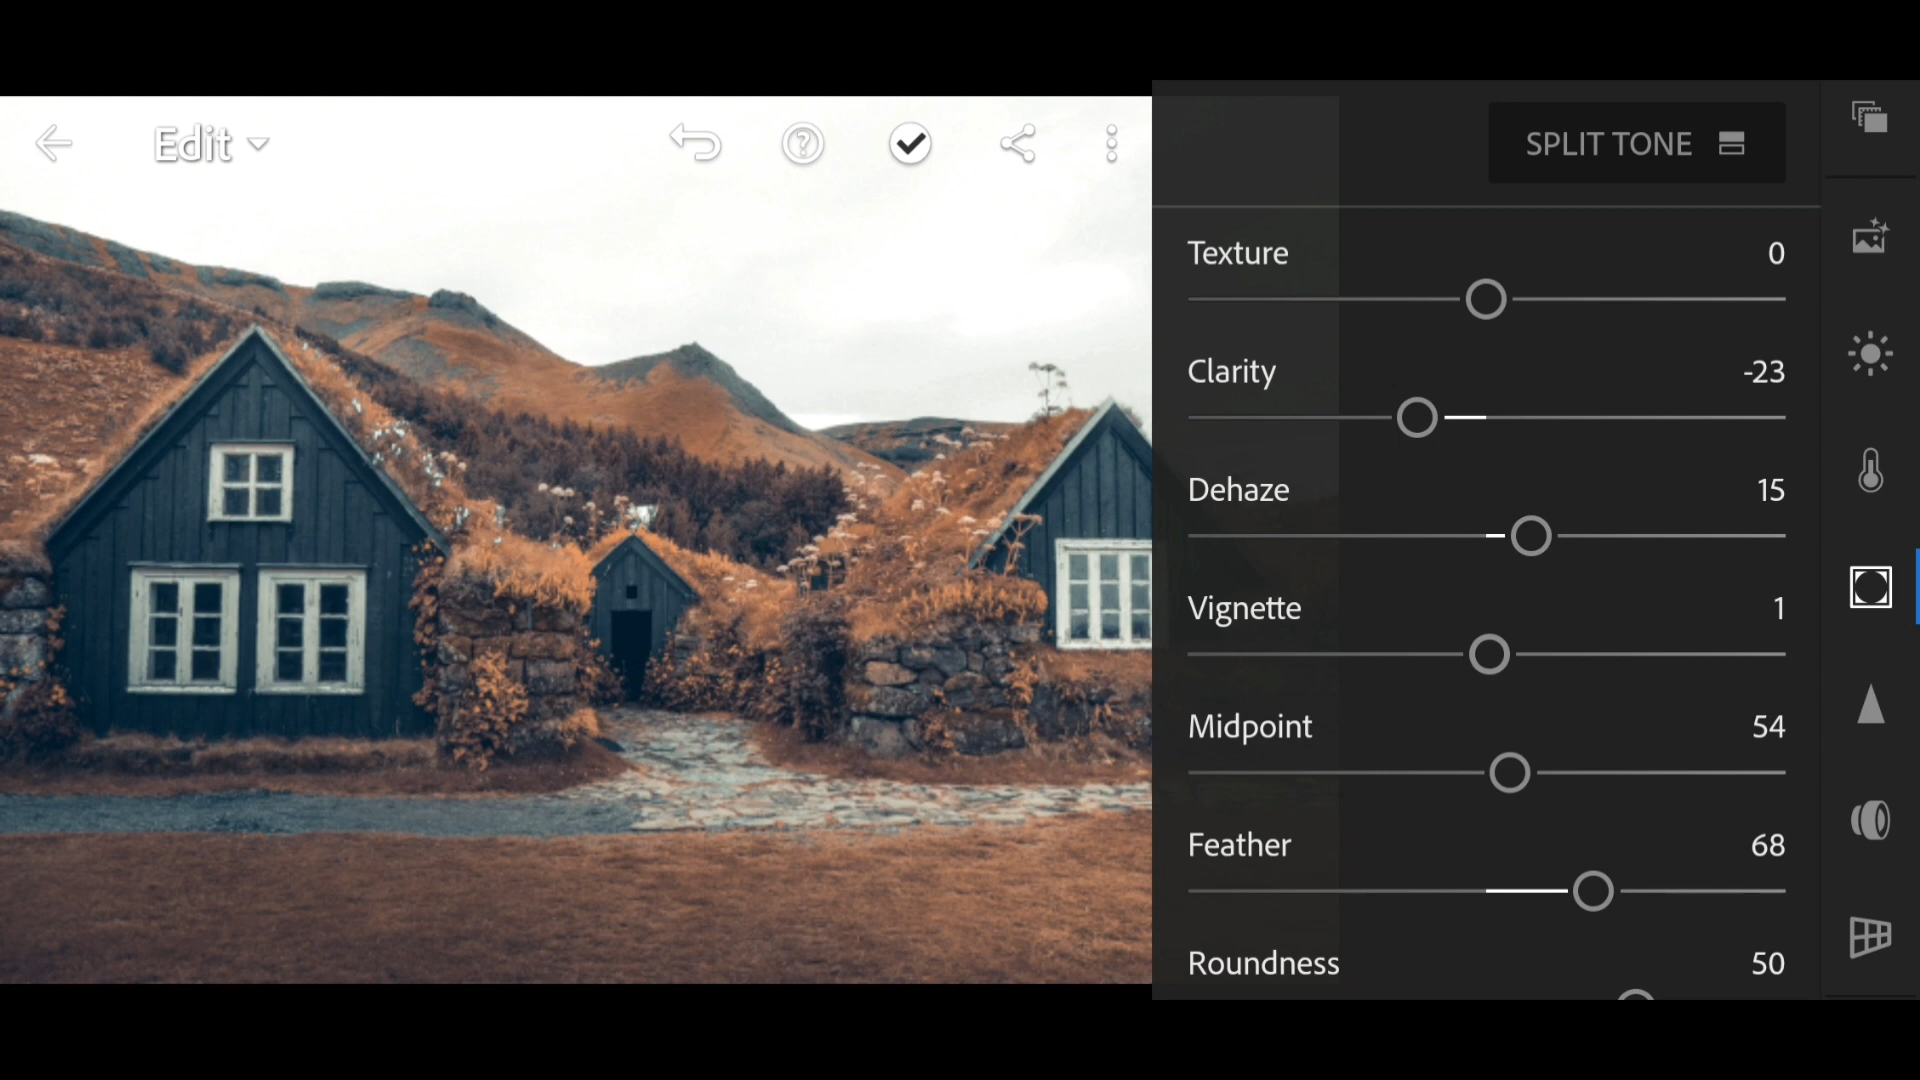 Edit
SPLIT TONE
Texture 0
Clarity -23
Dehaze 15
Vignette 1
Midpoint 54
Feather 68
Roundness 50